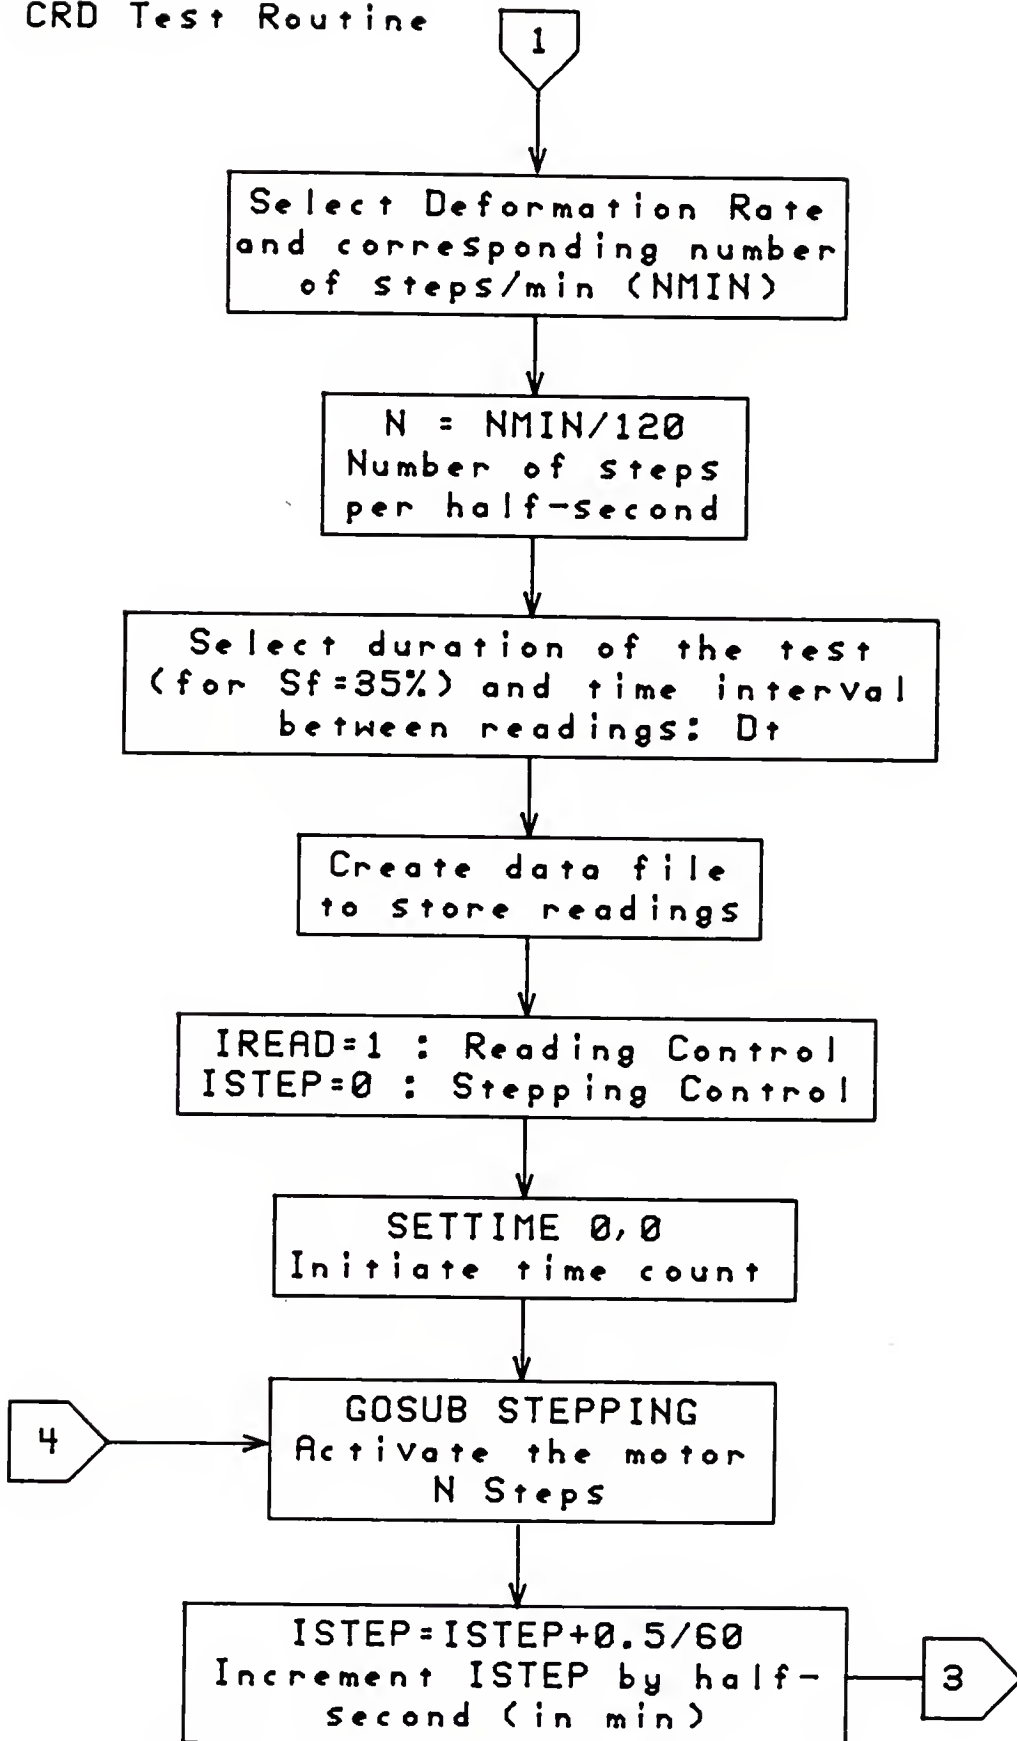 CRD Test Routine
1
Select Deformation Rate
and corresponding number
of steps/min (NMIN)
N = NMIN/120
Number of steps
per half-second
Select duration of the test
(for Sf=35%) and time interval
between readings: Dt
Create data file
to store readings
IREAD=1 : Reading Control
ISTEP=0 : Stepping Control
SETTIME 0,0
Initiate time count
GOSUB STEPPING
Activate the motor
N Steps
4
ISTEP=ISTEP+0.5/60
Increment ISTEP by half-
second (in min)
3